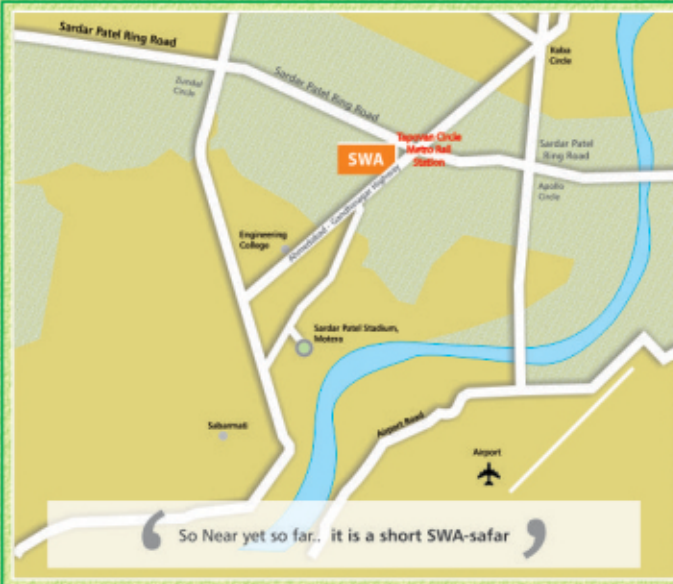 Sardar Patel Ring Road
Kalsa
Circle
Zundal
Circle
Sardar Patel Ring Road
Tapovan Circle
Metro Rail
Station
SWA
Sardar Patel
Ring Road
Apollo
Circle
Ahmedabad - Gandhinagar Highway
Engineering
College
Sardar Patel Stadium,
Motera
Sabarmati
Airport Road
Airport
‘ So Near yet so far.. it is a short SWA-safar ’